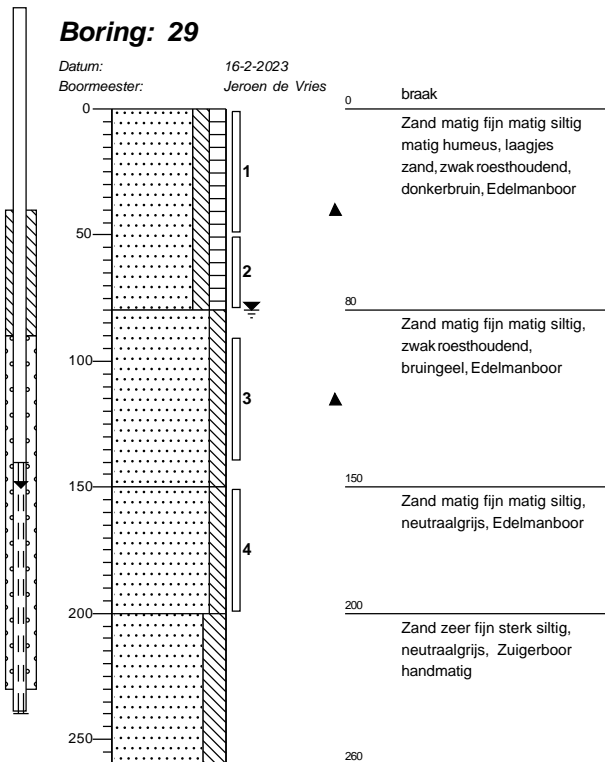 Boring: 29
Datum: 16-2-2023
Boormeester: Jeroen de Vries
0
0
braak
Zand matig fijn matig siltig
matig humeus, laagjes
zand, zwak roesthoudend,
donkerbruin, Edelmanboor
1
50
2
80
Zand matig fijn matig siltig,
zwak roesthoudend,
bruingeel, Edelmanboor
100
3
150
150
Zand matig fijn matig siltig,
neutraalgrijs, Edelmanboor
4
200
200
Zand zeer fijn sterk siltig,
neutraalgrijs, Zuigerboor
handmatig
250
260